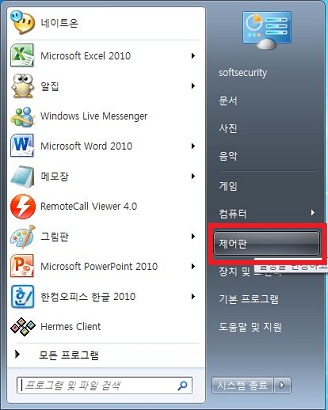 네이트온
Microsoft Excel 2010
알집
Windows Live Messenger
Microsoft Word 2010
메모장
RemoteCall Viewer 4.0
그림판
Microsoft PowerPoint 2010
한컴오피스 한글 2010
Hermes Client
모든 프로그램
프로그램 및 파일 검색
softsecurity
문서
사진
음악
게임
컴퓨터
제어판
장치 및
기본 프로그램
도움말 및 지원
시스템 종료